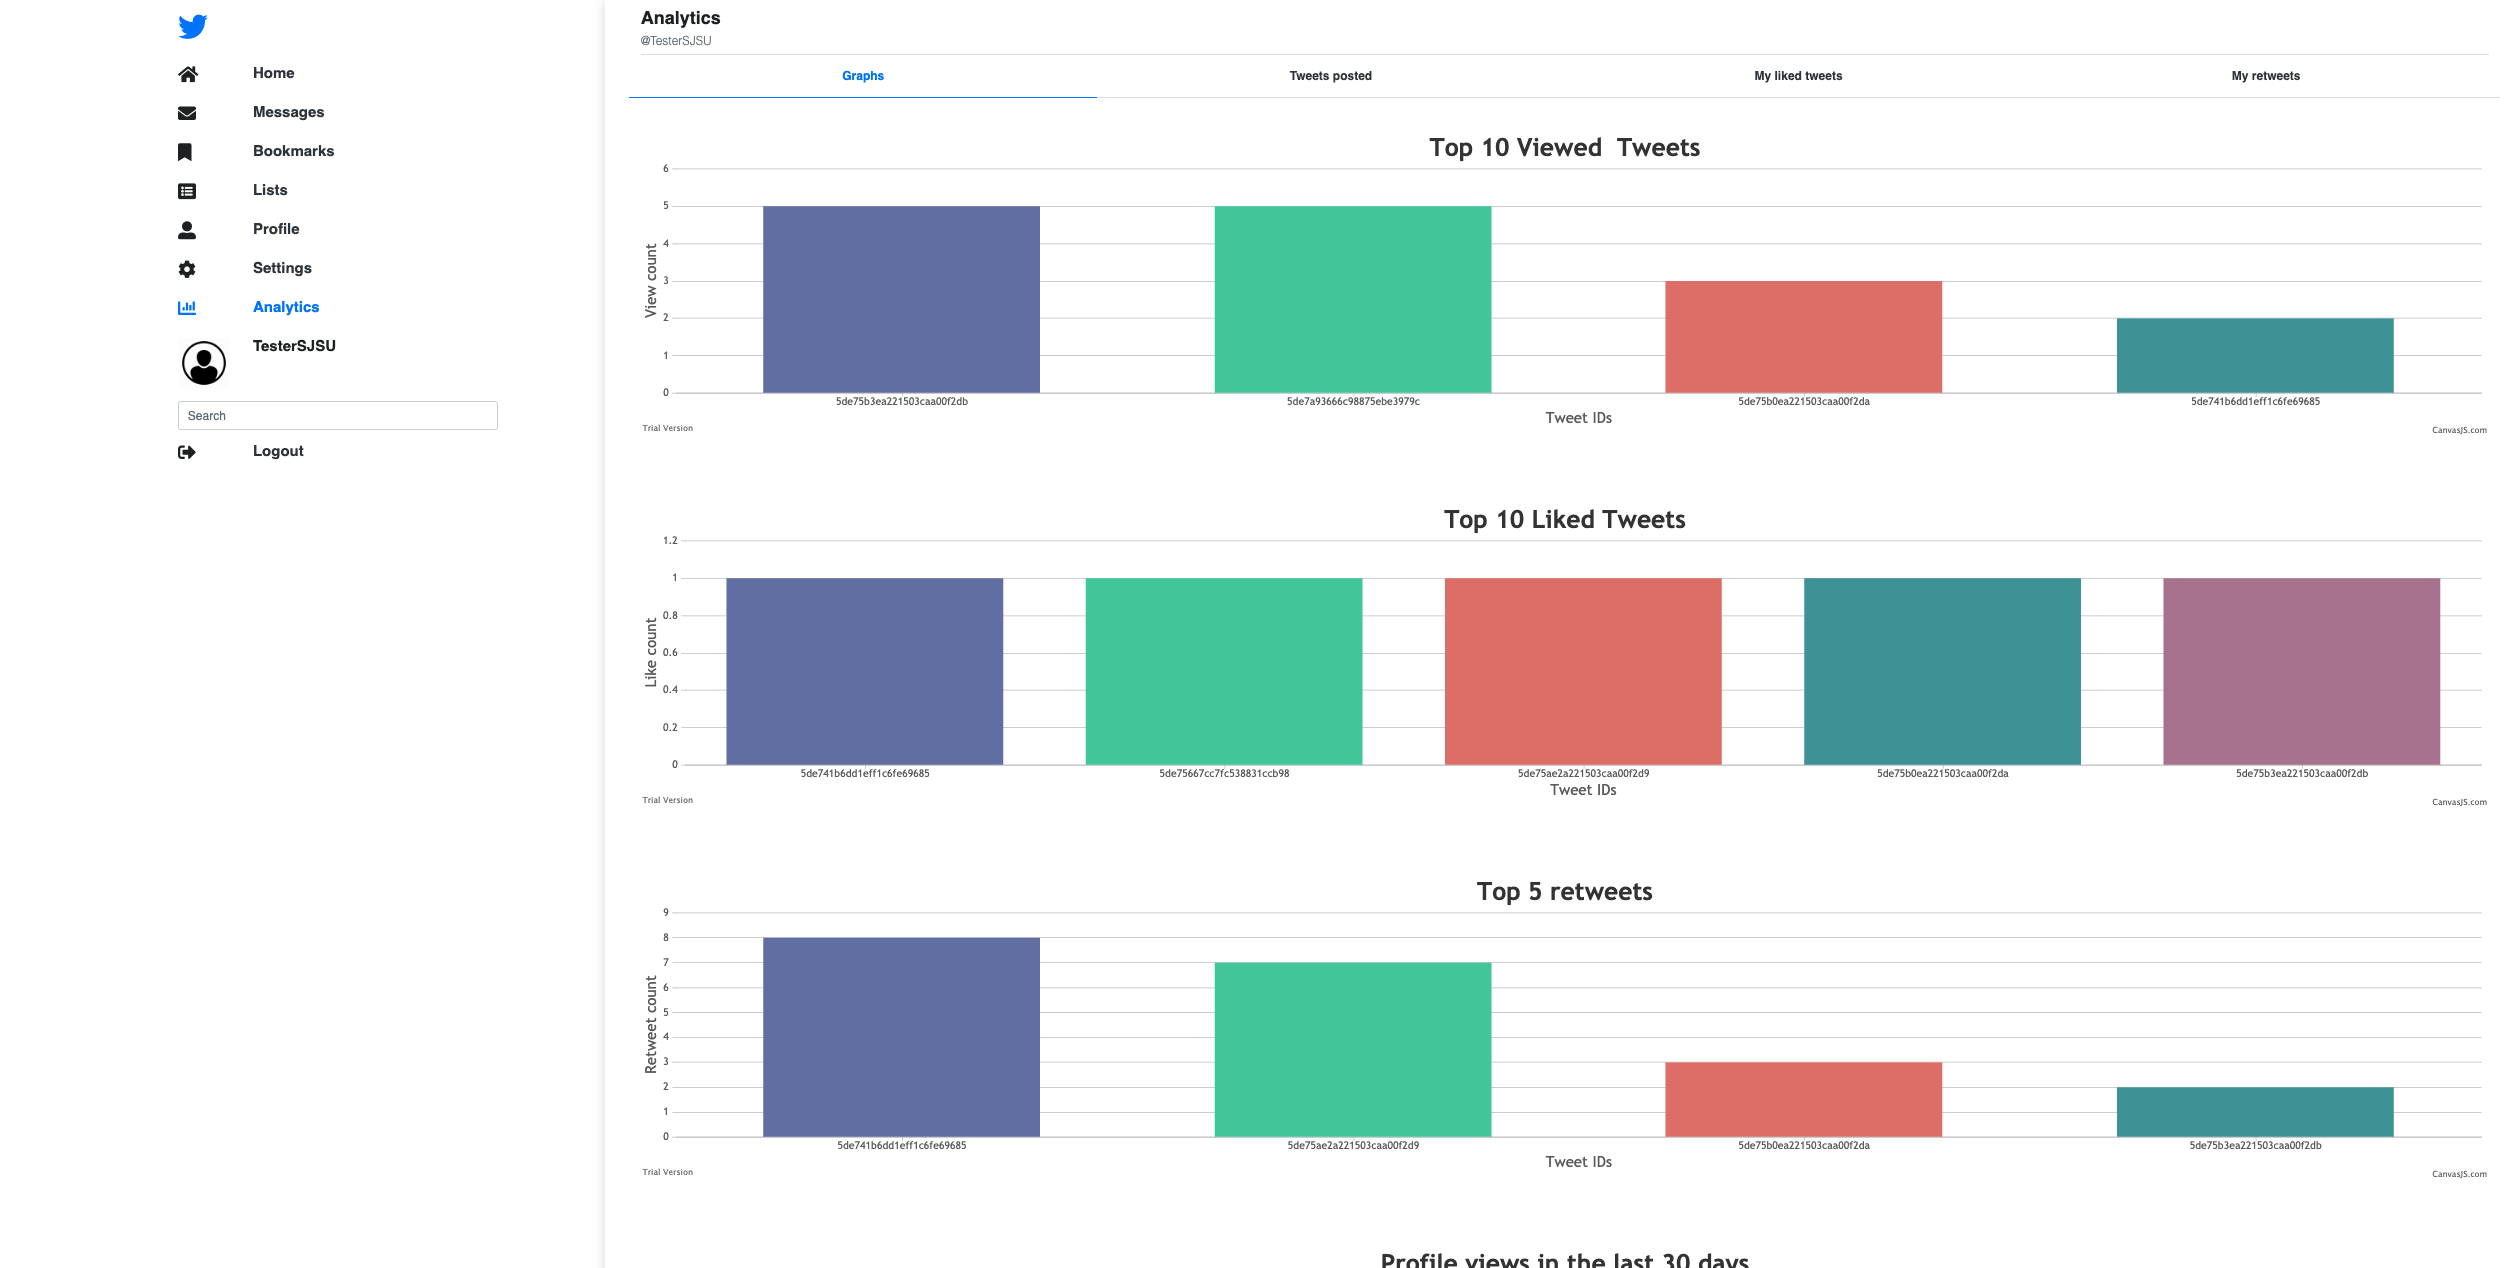 Home
Messages
Bookmarks
Lists
Profile
Settings
Analytics
TesterSJSU
Search
Logout
Analytics
@TesterSJSU
Graphs Tweets posted My liked tweets My retweets
Top 10 Viewed  Tweets
View count
6
5
4
3
2
1
0
5de75b3ea221503caa00f2db 5de7a93666c98875ebe3979c 5de75b0ea221503caa00f2da 5de741b6dd1eff1c6fe69685
Tweet IDs
Trial Version CanvasJS.com
Top 10 Liked Tweets
Like count
1.2
1
0.8
0.6
0.4
0.2
0
5de741b6dd1eff1c6fe69685 5de75667cc7fc538831ccb98 5de75ae2a221503caa00f2d9 5de75b0ea221503caa00f2da 5de75b3ea221503caa00f2db
Tweet IDs
Trial Version CanvasJS.com
Top 5 retweets
Retweet count
9
8
7
6
5
4
3
2
1
0
5de741b6dd1eff1c6fe69685 5de75ae2a221503caa00f2d9 5de75b0ea221503caa00f2da 5de75b3ea221503caa00f2db
Tweet IDs
Trial Version CanvasJS.com
Profile views in the last 30 days